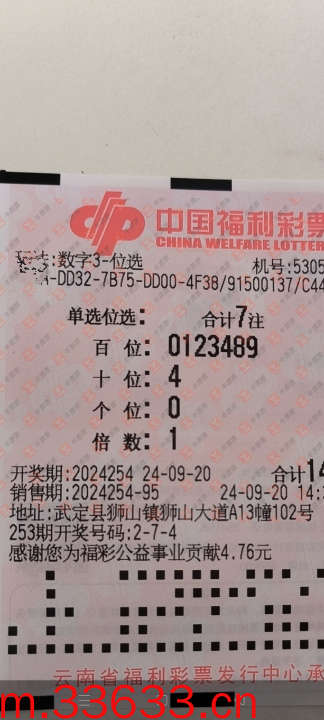 中国福利彩票
CHINA WELFARE LOTTER
:数字3-位选 机号:5305
-DD32-7B75-DD00-4F38/91500137/C44
单选位选: 合计7注
百 位: 0123489
十 位: 4
个 位: 0
倍 数: 1
开奖期:2024254 24-09-20 合计14
销售期:2024254-95 24-09-20 14:
地址:武定县狮山镇狮山大道A13幢102号
253期开奖号码:2-7-4
感谢您为福彩公益事业贡献4.76元
云南省福利彩票发行中心承
m.33633.cn